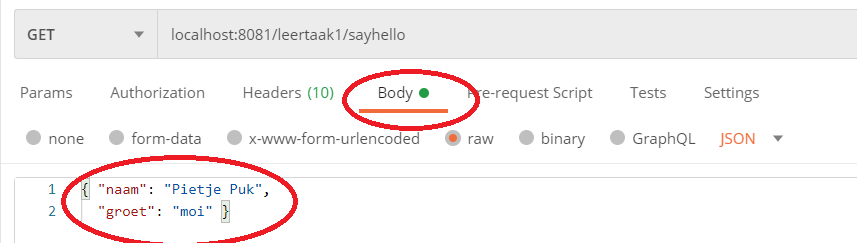 GET localhost:8081/leertaak1/sayhello
Params Authorization Headers (10) Body Pre-request Script Tests Settings
none form-data x-www-form-urlencoded raw binary GraphQL JSON
1 { "naam": "Pietje Puk",
2 "groet": "moi" }